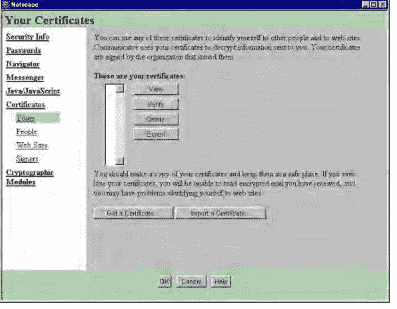 Netscape
Your Certificates
Security Info
Passwords
Navigator
Messenger
Java/JavaScript
Certificates
Yours
People
Web Sites
Signers
Cryptographic
Modules
You can use any of these certificates to identify yourself to other people and to web sites.
Communicator uses your certificates to decrypt information sent to you. Your certificates
are signed by the organization that issued them.
These are your certificates:
View
Verify
Delete
Export
You should make a copy of your certificates and keep them in a safe place. If you ever
lose your certificates, you will be unable to read encrypted mail you have received, and
you may have problems identifying yourself to web sites.
Get a Certificate...
Import a Certificate...
OK
Cancel
Help